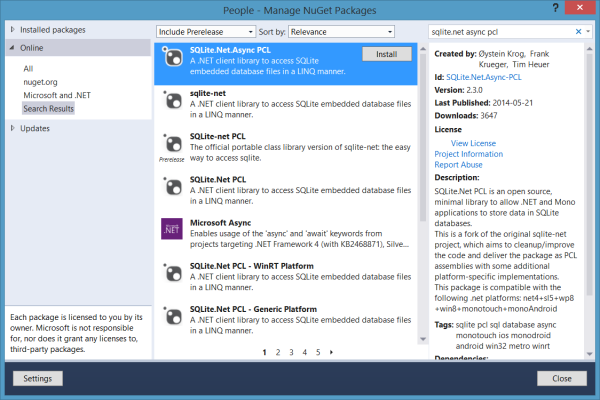 People - Manage NuGet Packages
?
Installed packages
Online
All
nuget.org
Microsoft and .NET
Search Results
Updates
Each package is licensed to you by its
owner. Microsoft is not responsible
for, nor does it grant any licenses to,
third-party packages.
Include Prerelease
Sort by: Relevance
SQLite.Net.Async PCL
A .NET client library to access SQLite
embedded database files in a LINQ manner.
Install
sqlite-net
A .NET client library to access SQLite embedded database files
in a LINQ manner.
SQLite-net PCL
The official portable class library version of sqlite-net: the easy
way to access sqlite.
Prerelease
SQLite.Net PCL
A .NET client library to access SQLite embedded database files
in a LINQ manner.
.NET
Microsoft Async
Enables usage of the 'async' and 'await' keywords from
projects targeting .NET Framework 4 (with KB2468871), Silve...
SQLite.Net PCL - WinRT Platform
A .NET client library to access SQLite embedded database files
in a LINQ manner.
SQLite.Net PCL - Generic Platform
A .NET client library to access SQLite embedded database files
in a LINQ manner.
1 2 3 4 5
sqlite.net async pcl
Created by: Øystein Krog, Frank
Krueger, Tim Heuer
Id: SQLite.Net.Async-PCL
Version: 2.3.0
Last Published: 2014-05-21
Downloads: 3647
License
View License
Project Information
Report Abuse
Description:
SQLite.Net PCL is an open source,
minimal library to allow .NET and Mono
applications to store data in SQLite
databases.
This is a fork of the original sqlite-net
project, which aims to cleanup/improve
the code and deliver the package as PCL
assemblies with some additional
platform-specific implementations.
This package is compatible with the
following .net platforms: net4+sl5+wp8
+win8+monotouch+monoAndroid
Tags: sqlite pcl sql database async
monotouch ios monodroid
android win32 metro winrt
Dependencies:
Settings
Close